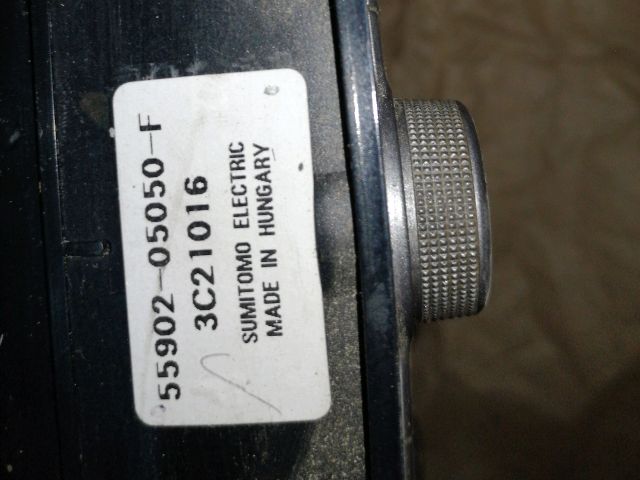 55902-05050-F
3C21016
SUMITOMO ELECTRIC
MADE IN HUNGARY